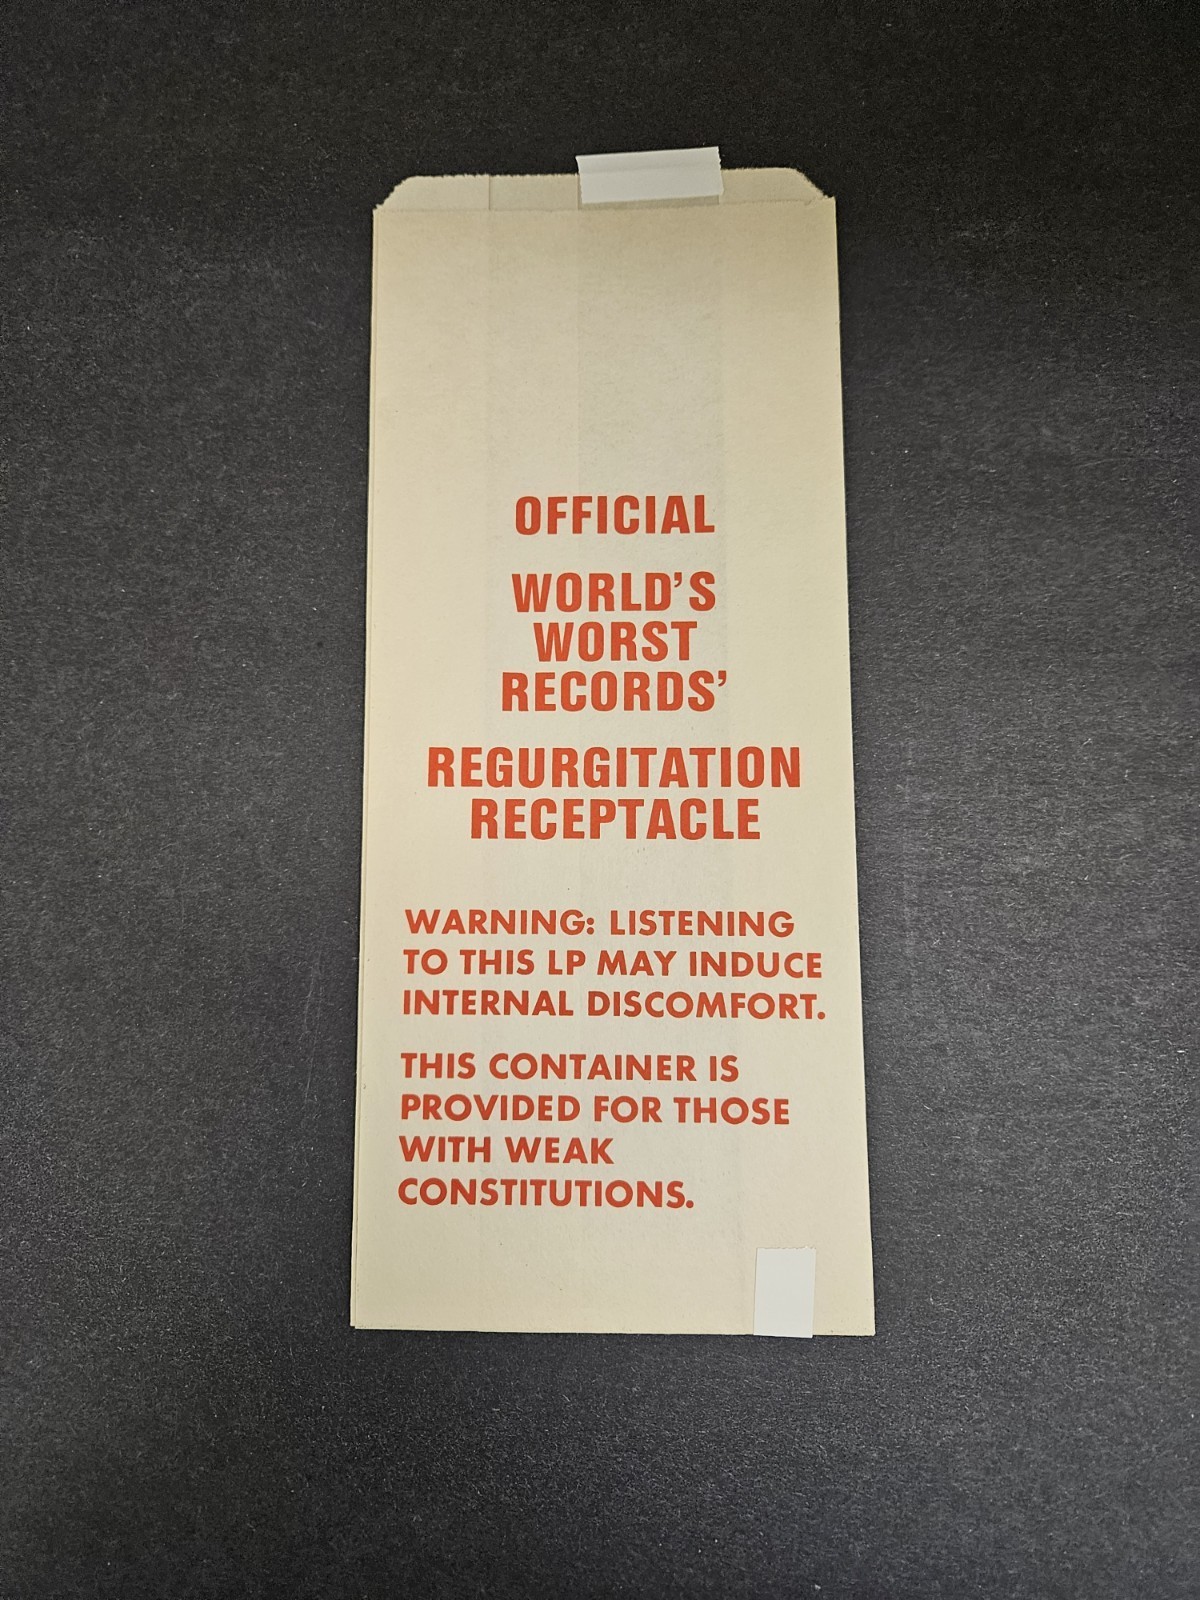 OFFICIAL
WORLD'S
WORST
RECORDS'
REGURGITATION
RECEPTACLE
WARNING: LISTENING
TO THIS LP MAY INDUCE
INTERNAL DISCOMFORT.
THIS CONTAINER IS
PROVIDED FOR THOSE
WITH WEAK
CONSTITUTIONS.